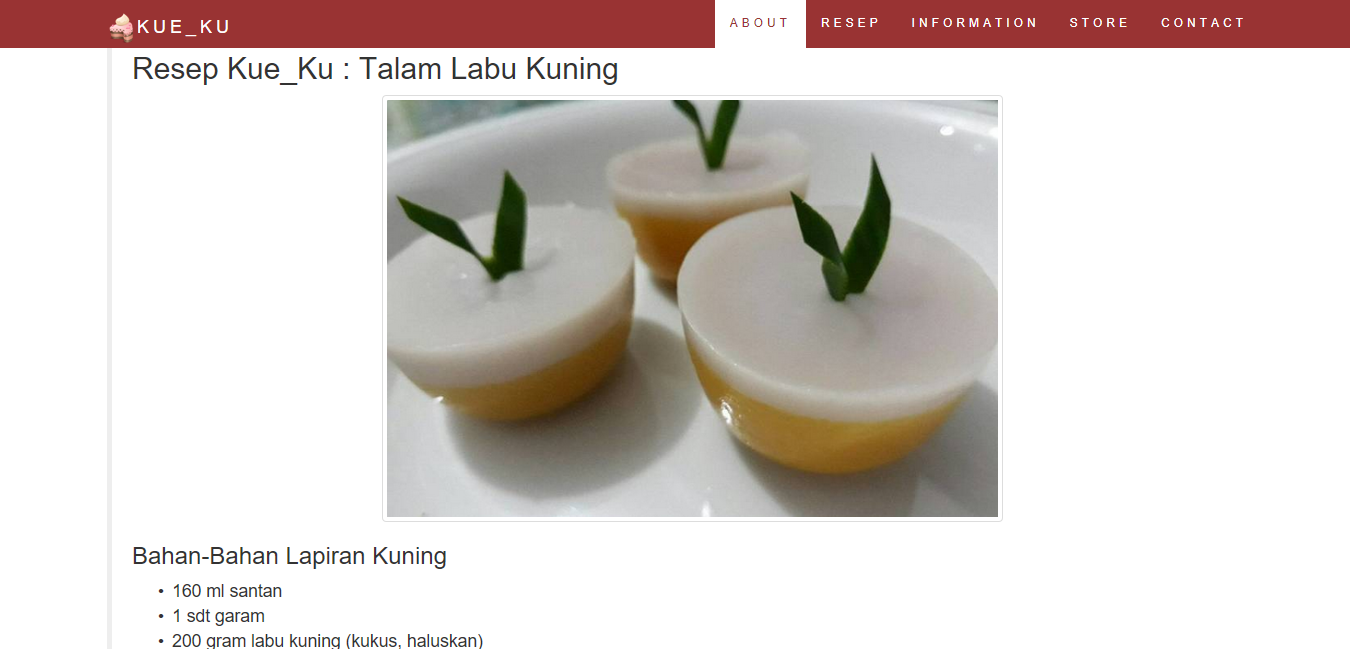 KUE_KU
ABOUT
RESEP
INFORMATION
STORE
CONTACT
Resep Kue_Ku : Talam Labu Kuning
Bahan-Bahan Lapiran Kuning
• 160 ml santan
• 1 sdt garam
• 200 gram labu kuning (kukus, haluskan)